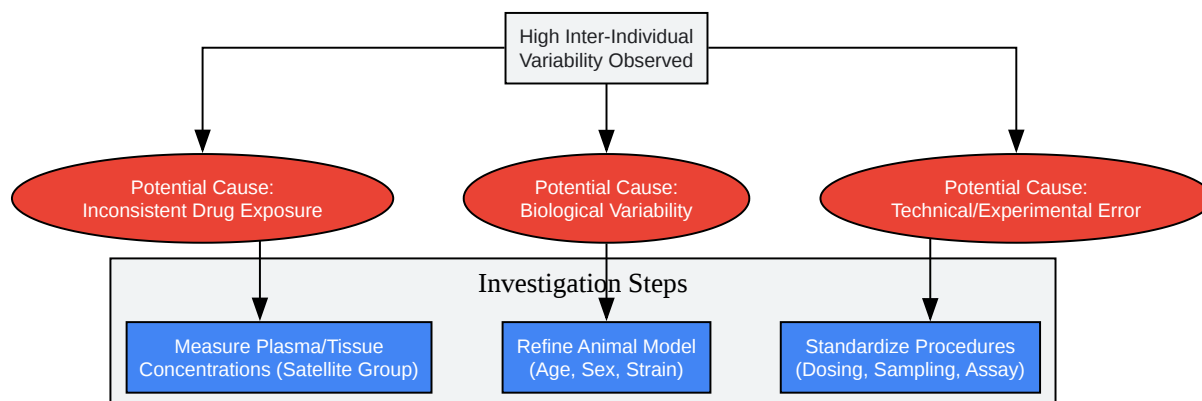 High Inter-Individual
Variability Observed
Potential Cause:
Inconsistent Drug Exposure
Potential Cause:
Biological Variability
Potential Cause:
Technical/Experimental Error
Investigation Steps
Measure Plasma/Tissue
Concentrations (Satellite Group)
Refine Animal Model
(Age, Sex, Strain)
Standardize Procedures
(Dosing, Sampling, Assay)